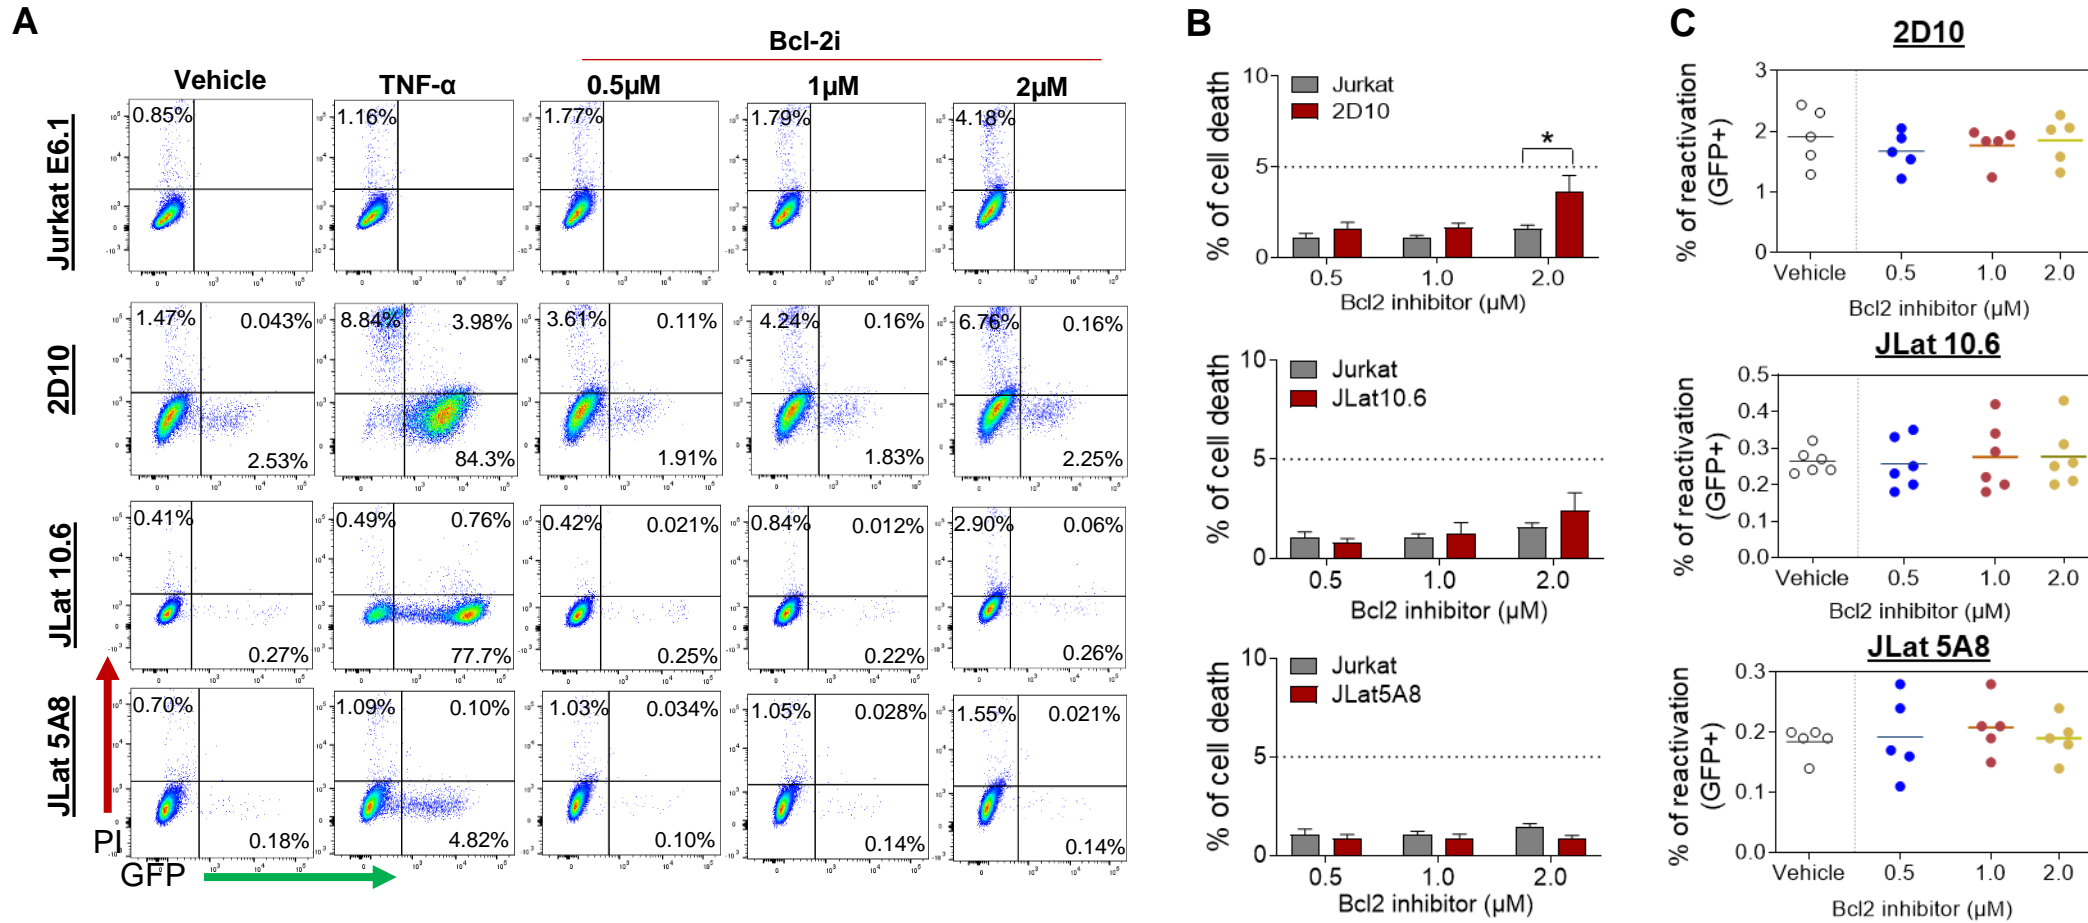 A
Bcl-2i
Vehicle
TNF-α
0.5µM
1µM
2µM
Jurkat E6.1
0.85%
1.16%
1.77%
1.79%
4.18%
2D10
1.47%
0.043%
8.84%
3.98%
3.61%
0.11%
4.24%
0.16%
6.76%
0.16%
2.53%
84.3%
1.91%
1.83%
2.25%
JLat 10.6
0.41%
0.49%
0.76%
0.42%
0.021%
0.84%
0.012%
2.90%
0.06%
0.27%
77.7%
0.25%
0.22%
0.26%
JLat 5A8
0.70%
1.09%
0.10%
1.03%
0.034%
1.05%
0.028%
1.55%
0.021%
0.18%
4.82%
0.10%
0.14%
0.14%
PI
GFP
B
% of cell death
10
5
0
Jurkat
2D10
*
0.5
1.0
2.0
Bcl2 inhibitor (µM)
% of cell death
10
5
0
Jurkat
JLat10.6
0.5
1.0
2.0
Bcl2 inhibitor (µM)
% of cell death
10
5
0
Jurkat
JLat5A8
0.5
1.0
2.0
Bcl2 inhibitor (µM)
C
2D10
% of reactivation
(GFP+)
3
2
1
0
Vehicle
0.5
1.0
2.0
Bcl2 inhibitor (µM)
JLat 10.6
% of reactivation
(GFP+)
0.5
0.4
0.3
0.2
0.1
0.0
Vehicle
0.5
1.0
2.0
Bcl2 inhibitor (µM)
JLat 5A8
% of reactivation
(GFP+)
0.3
0.2
0.1
0.0
Vehicle
0.5
1.0
2.0
Bcl2 inhibitor (µM)